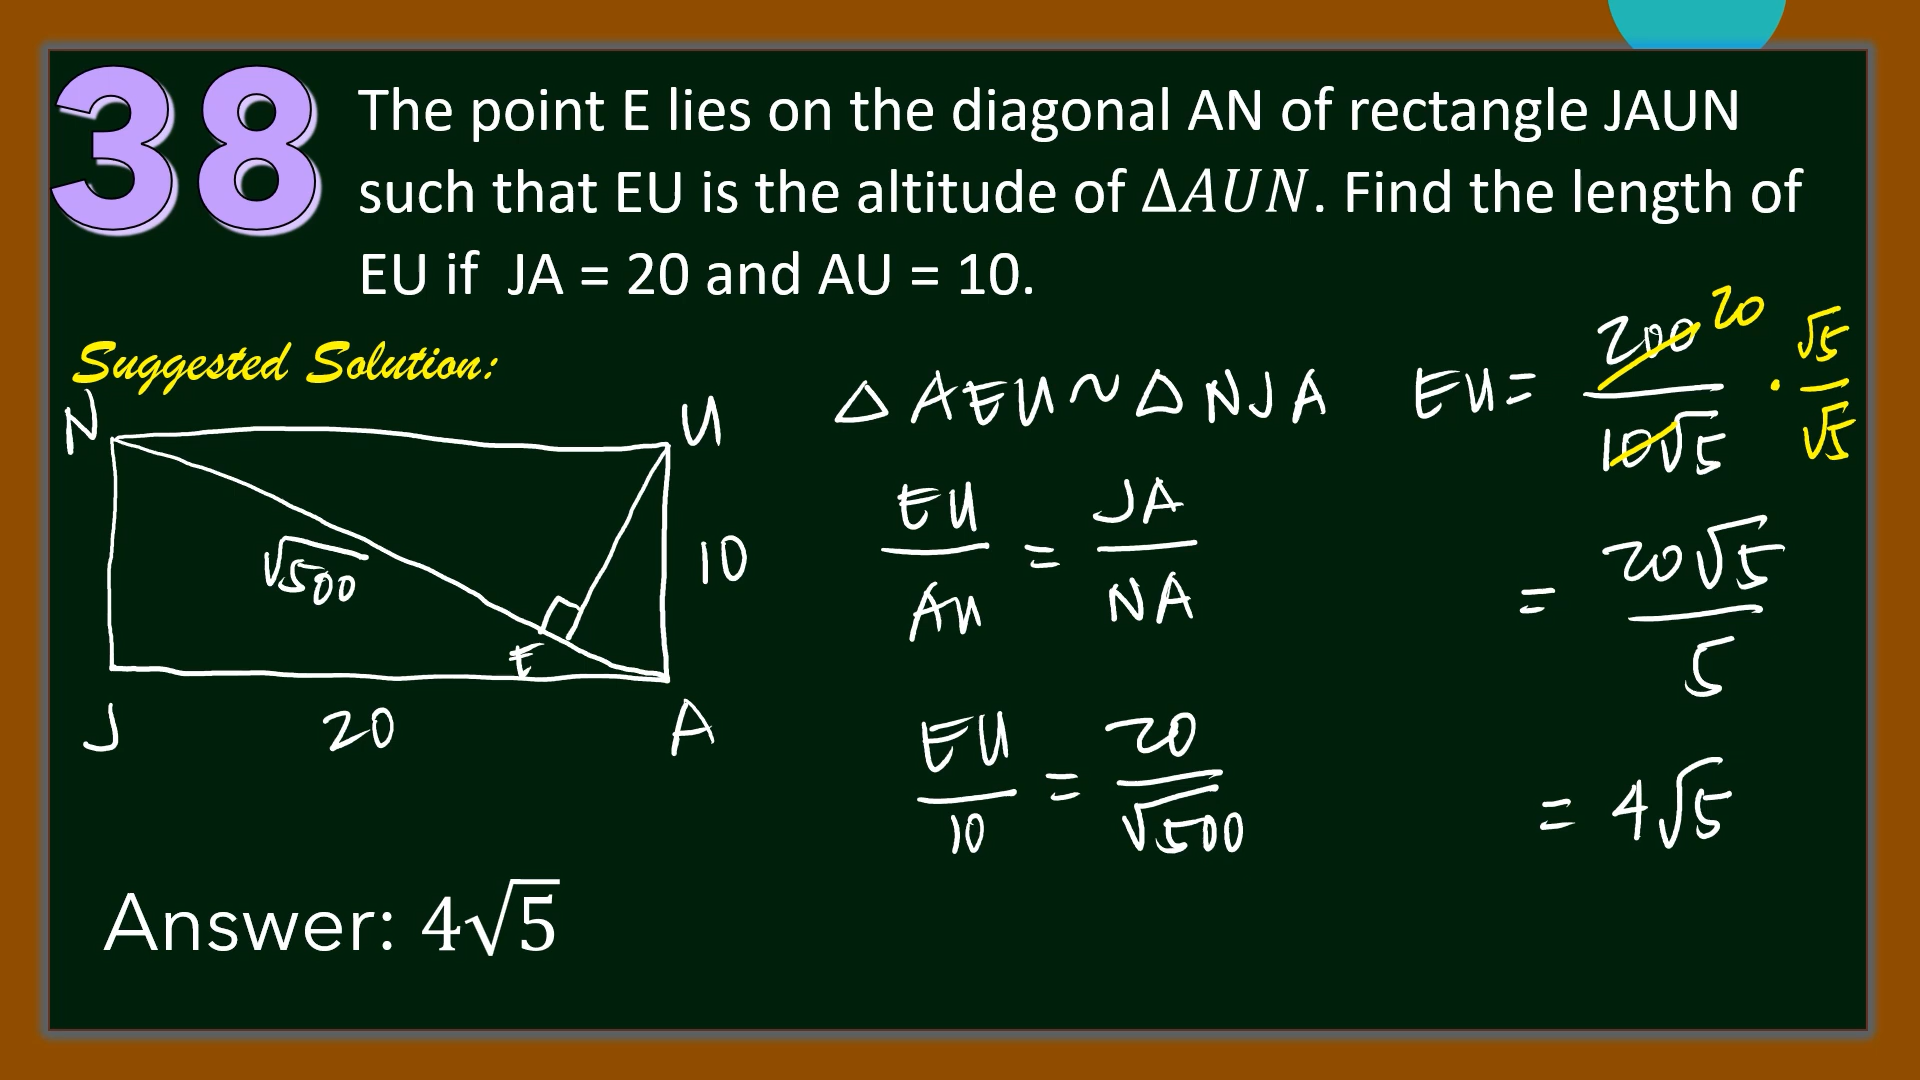 38
The point E lies on the diagonal AN of rectangle JAUN
such that EU is the altitude of ΔAUN. Find the length of
EU if JA = 20 and AU = 10.
Suggested Solution:
N
U
√500
10
E
J
20
A
Δ AEU ~ Δ NJA
EU/AU = JA/NA
EU/10 = 20/√500
EU = 200/10√5 20 · √5/√5
= 20√5/5
= 4√5
Answer: 4√5